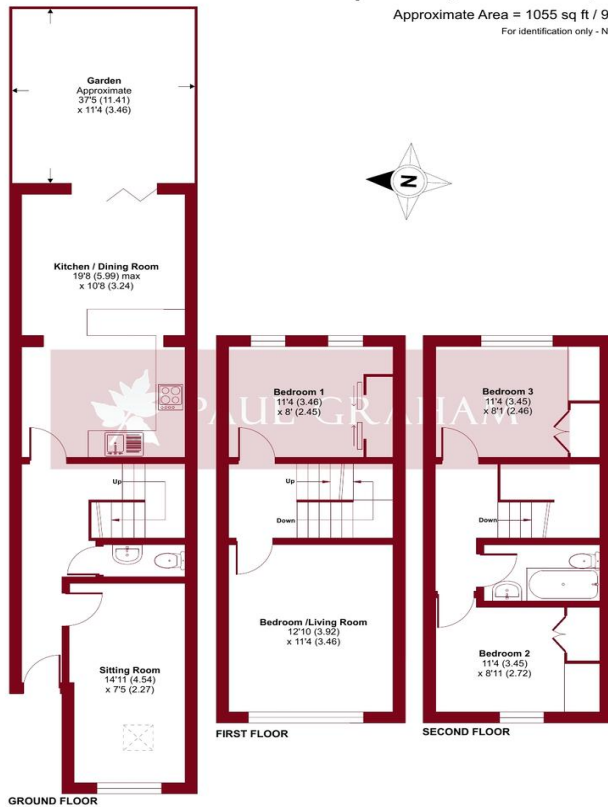 Approximate Area = 1055 sq ft / 9
For identification only - N
Garden
Approximate
37'5 (11.41)
x 11'4 (3.46)
N
Kitchen / Dining Room
19'8 (5.99) max
x 10'8 (3.24)
Bedroom 1
11'4 (3.46)
x 8' (2.45)
Bedroom 3
11'4 (3.45)
x 8'1 (2.46)
PAUL GRAHAM
Up
Up
Down
Down
Bedroom /Living Room
12'10 (3.92)
x 11'4 (3.46)
Sitting Room
14'11 (4.54)
x 7'5 (2.27)
Bedroom 2
11'4 (3.45)
x 8'11 (2.72)
FIRST FLOOR
SECOND FLOOR
GROUND FLOOR